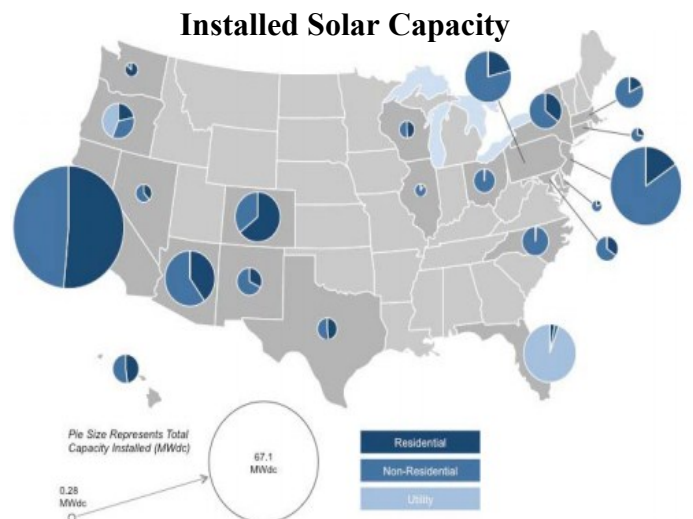 Installed Solar Capacity
Pie Size Represents Total
Capacity Installed (MWdc)
67.1
MWdc
0.28
MWdc
Residential
Non-Residential
Utility